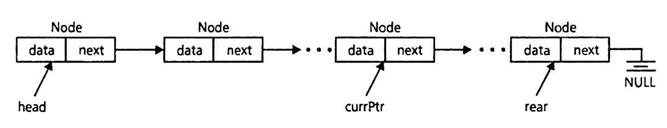 Node Node Node Node
data next data next data next data next
NULL
head currPtr rear